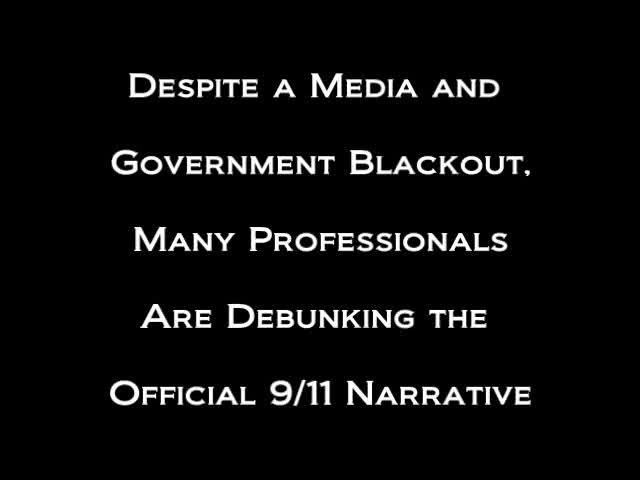 Despite a Media and
Government Blackout,
Many Professionals
Are Debunking the
Official 9/11 Narrative